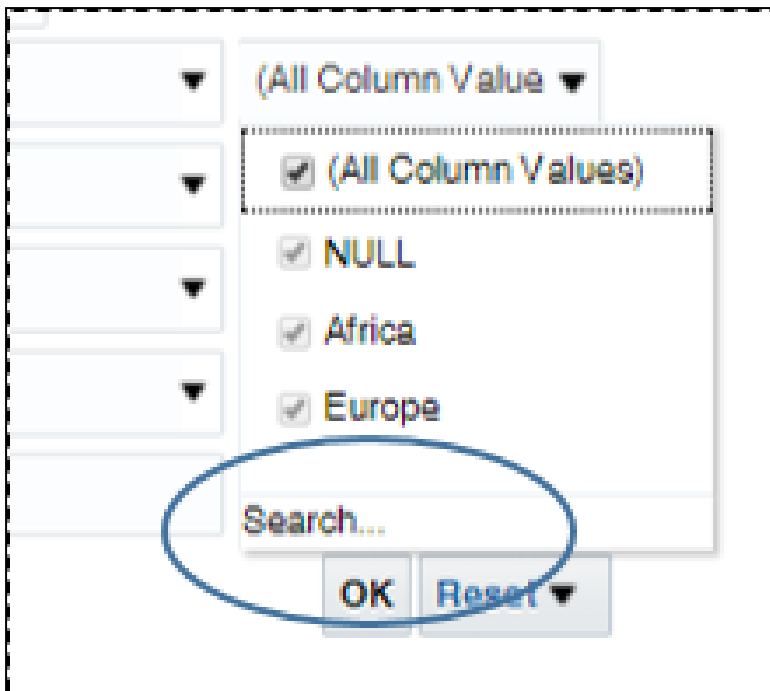 (All Column Value
(All Column Values)
NULL
Africa
Europe
Search...
OK Reset